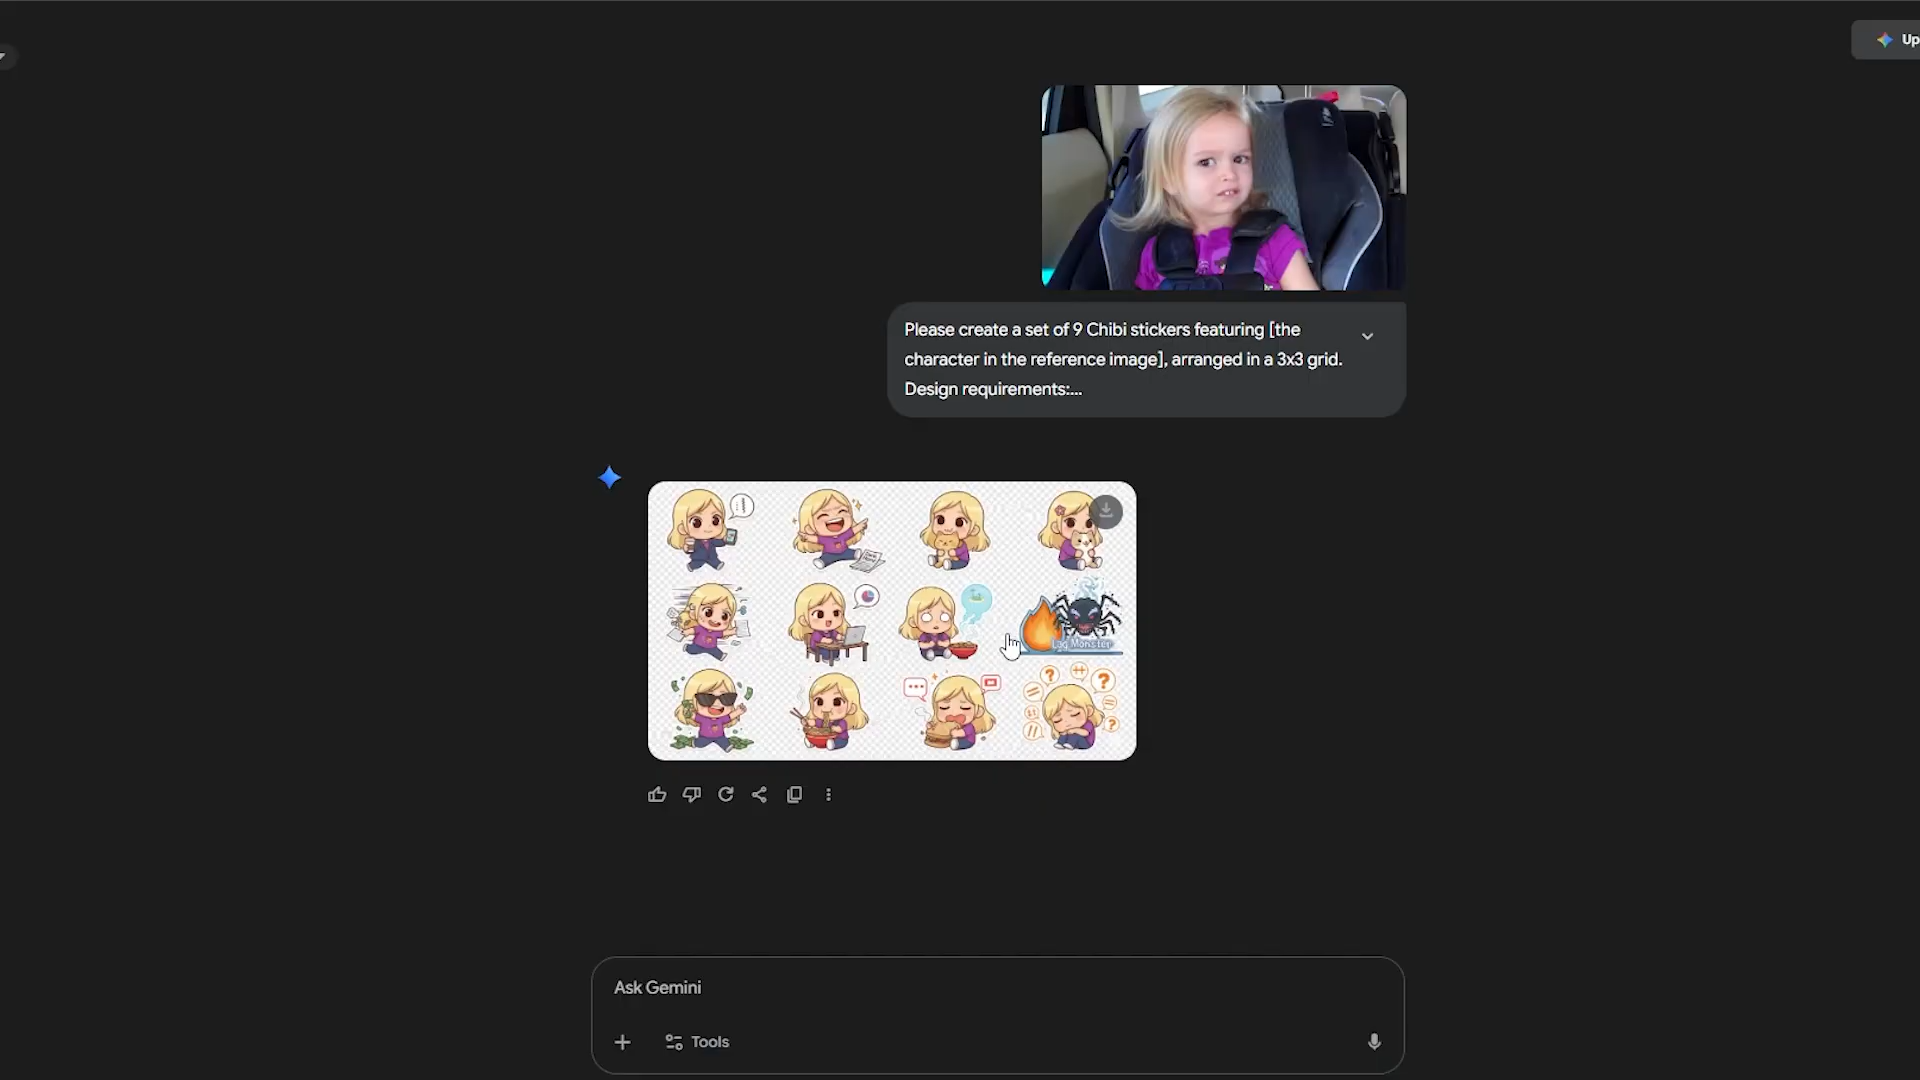 Up
Please create a set of 9 Chibi stickers featuring [the
character in the reference image], arranged in a 3x3 grid.
Design requirements:...
Lag Monster
Ask Gemini
Tools